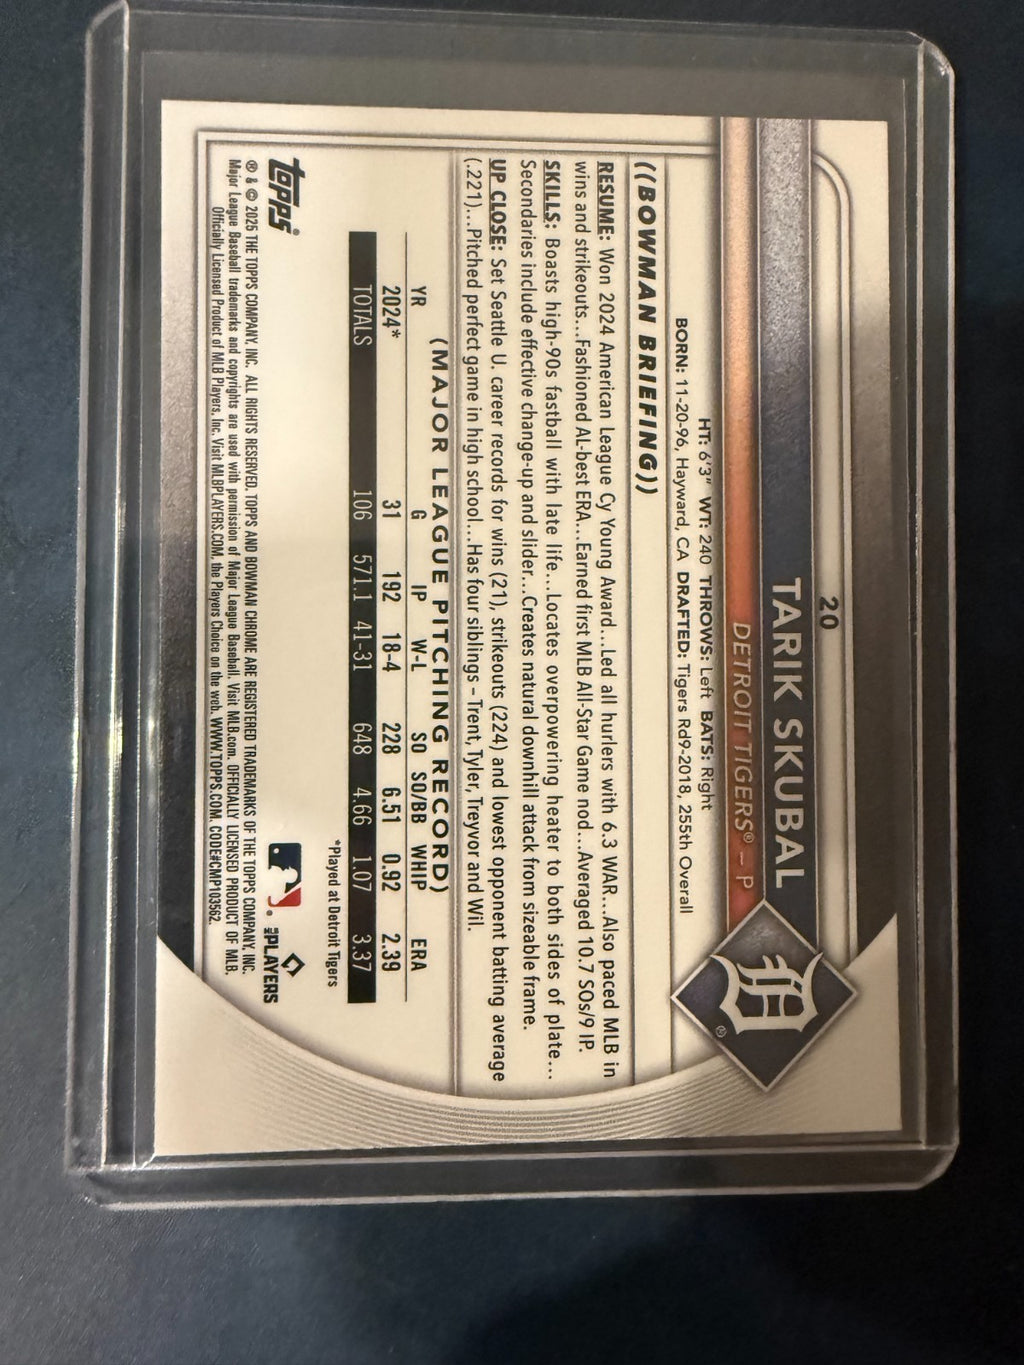 20
TARIK SKUBAL
DETROIT TIGERS® – P
D
®
HT: 6'3" WT: 240 THROWS: Left BATS: Right
BORN: 11-20-96, Hayward, CA DRAFTED: Tigers Rd9-2018, 255th Overall
((BOWMAN BRIEFING))
RESUME: Won 2024 American League Cy Young Award...Led all hurlers with 6.3 WAR...Also paced MLB in
wins and strikeouts...Fashioned AL-best ERA...Earned first MLB All-Star Game nod...Averaged 10.7 SOs/9 IP.
SKILLS: Boasts high-90s fastball with late life...Locates overpowering heater to both sides of plate...
Secondaries include effective change-up and slider...Creates natural downhill attack from sizeable frame.
UP CLOSE: Set Seattle U. career records for wins (21), strikeouts (224) and lowest opponent batting average
(.221)...Pitched perfect game in high school...Has four siblings – Trent, Tyler, Treyvor and Wil.
(MAJOR LEAGUE PITCHING RECORD)
YR G IP W-L SO SO/BB WHIP ERA
2024* 31 192 18-4 228 6.51 0.92 2.39
TOTALS 106 571.1 41-31 648 4.66 1.07 3.37
*Played at Detroit Tigers
topps®
MLB PLAYERS
® & © 2025 THE TOPPS COMPANY, INC. ALL RIGHTS RESERVED. TOPPS AND BOWMAN CHROME ARE REGISTERED TRADEMARKS OF THE TOPPS COMPANY, INC.
Major League Baseball trademarks and copyrights are used with permission of Major League Baseball. Visit MLB.com. OFFICIALLY LICENSED PRODUCT OF MLB.
Officially Licensed Product of MLB Players, Inc. Visit MLBPLAYERS.COM, the Players Choice on the web. WWW.TOPPS.COM. CODE#CMP103562.